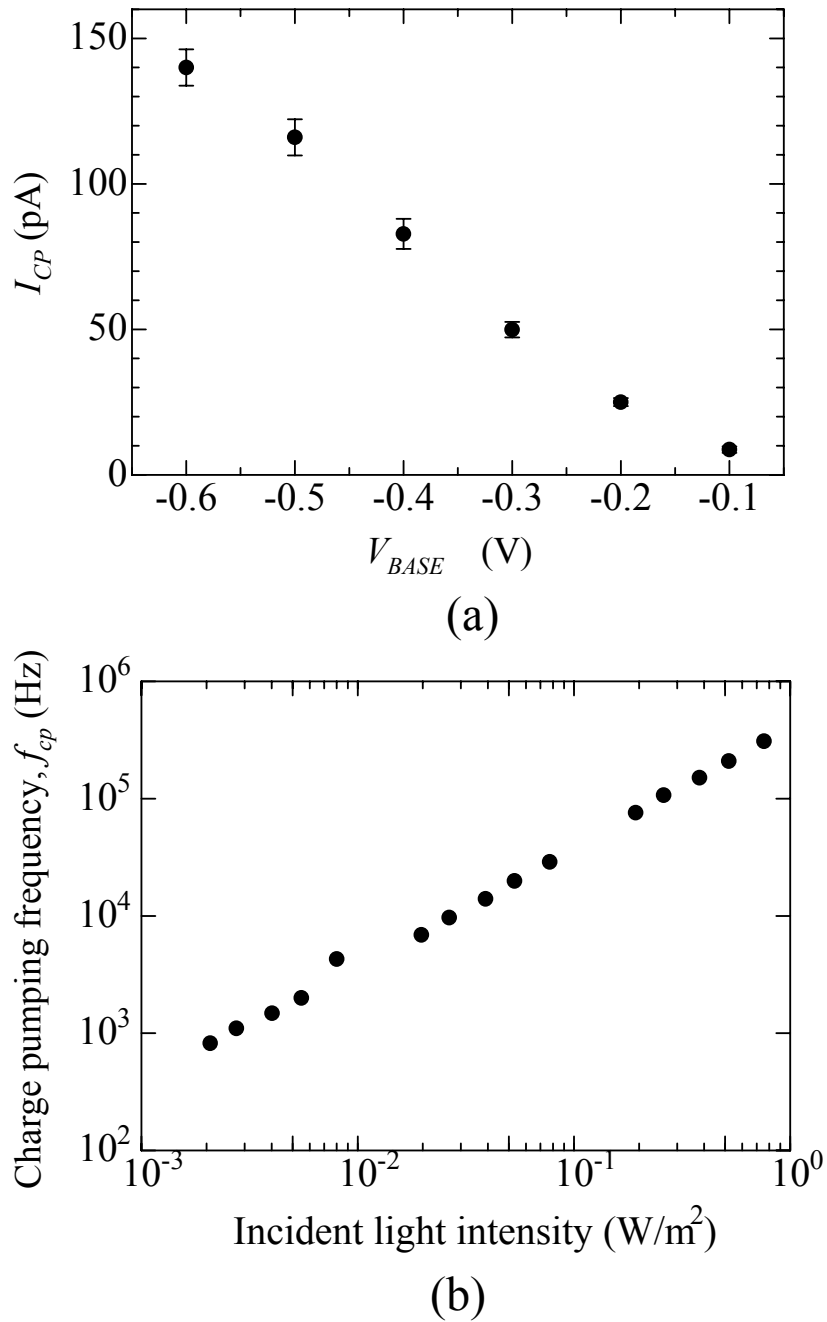 150
100
50
0
I_CP (pA)
-0.6 -0.5 -0.4 -0.3 -0.2 -0.1
V_BASE (V)
(a)
10^6
10^5
10^4
10^3
10^2
Charge pumping frequency, f_cp (Hz)
10^-3 10^-2 10^-1 10^0
Incident light intensity (W/m^2)
(b)